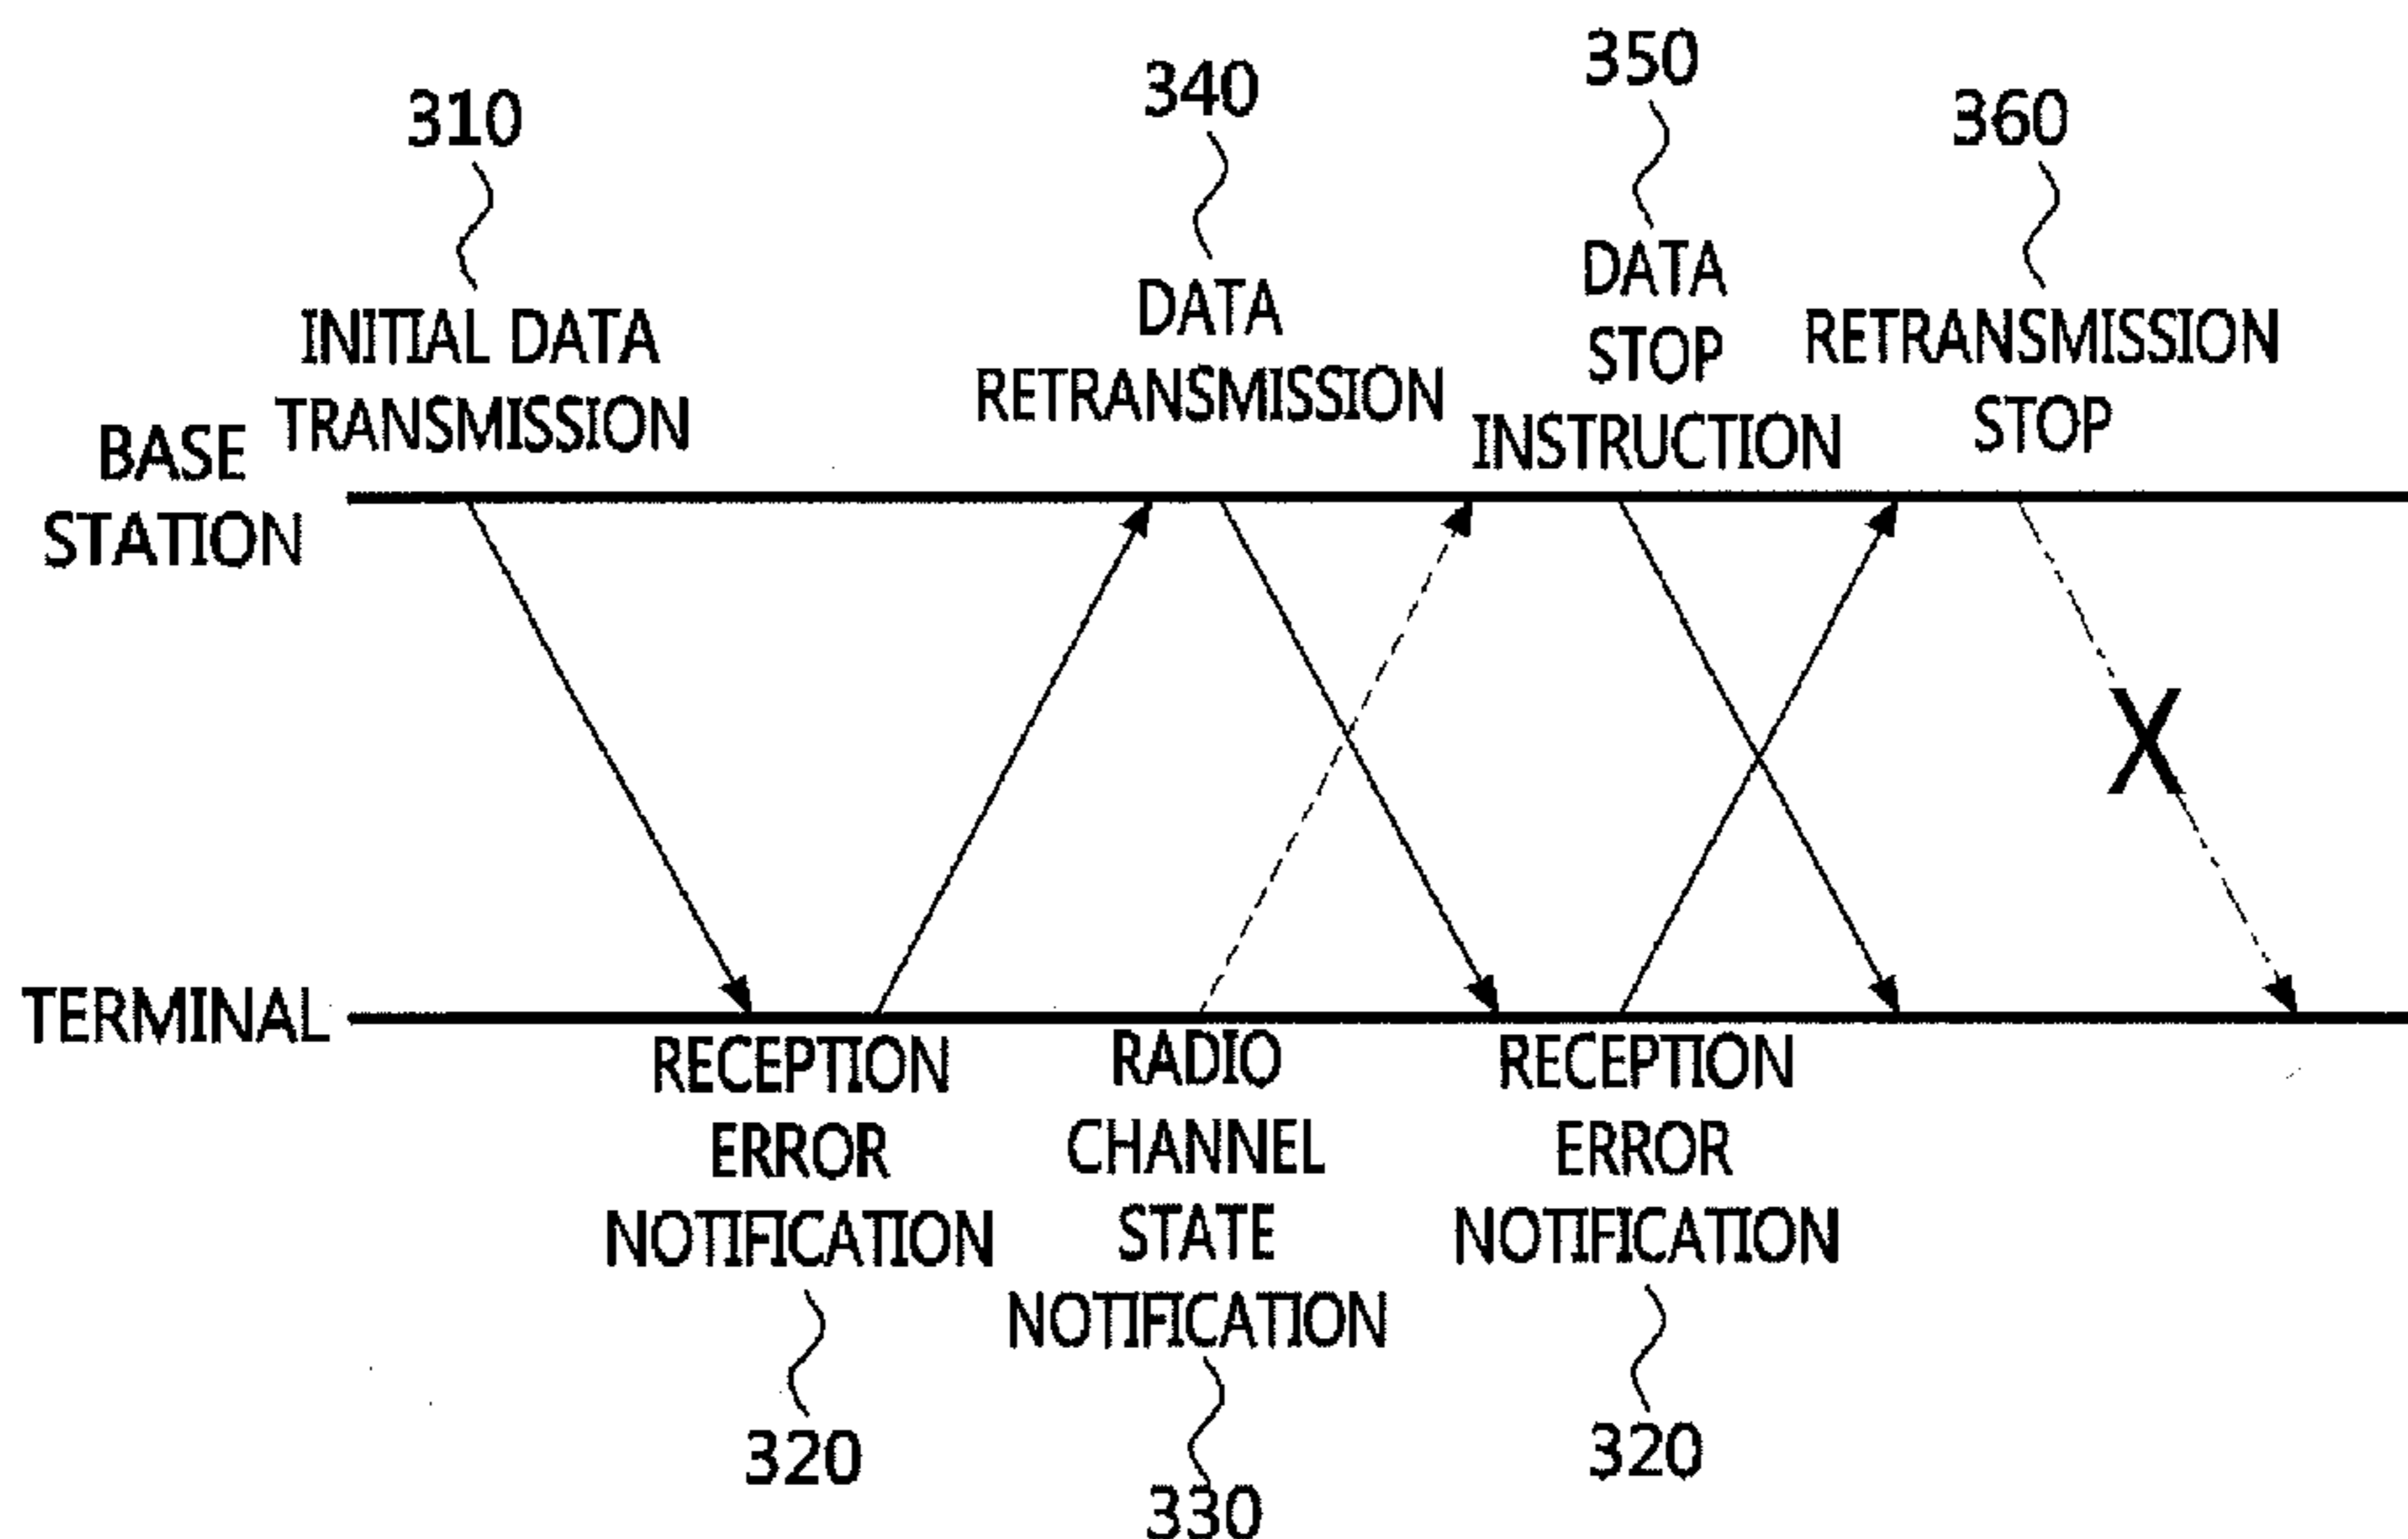 310
340
350
360
INITIAL DATA
TRANSMISSION
DATA
RETRANSMISSION
DATA
STOP
INSTRUCTION
RETRANSMISSION
STOP
BASE
STATION
X
TERMINAL
RECEPTION
ERROR
NOTIFICATION
320
RADIO
CHANNEL
STATE
NOTIFICATION
330
RECEPTION
ERROR
NOTIFICATION
320